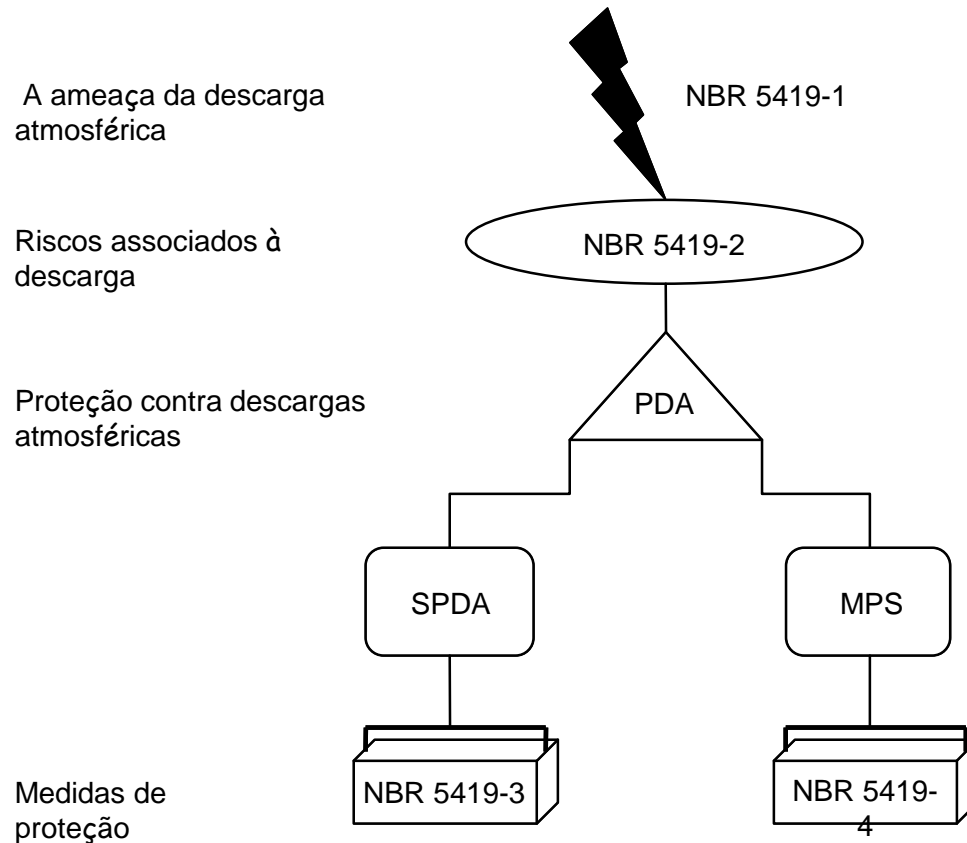 A ameaça da descarga
atmosférica
NBR 5419-1
Riscos associados à
descarga
NBR 5419-2
Proteção contra descargas
atmosféricas
PDA
SPDA
MPS
Medidas de
proteção
NBR 5419-3
NBR 5419-
4